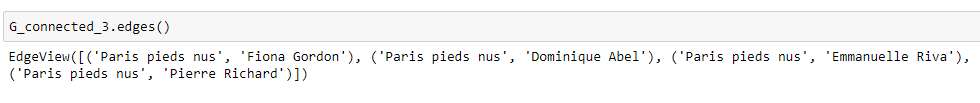 G_connected_3.edges()
EdgeView([('Paris pieds nus', 'Fiona Gordon'), ('Paris pieds nus', 'Dominique Abel'), ('Paris pieds nus', 'Emmanuelle Riva'),
('Paris pieds nus', 'Pierre Richard')])